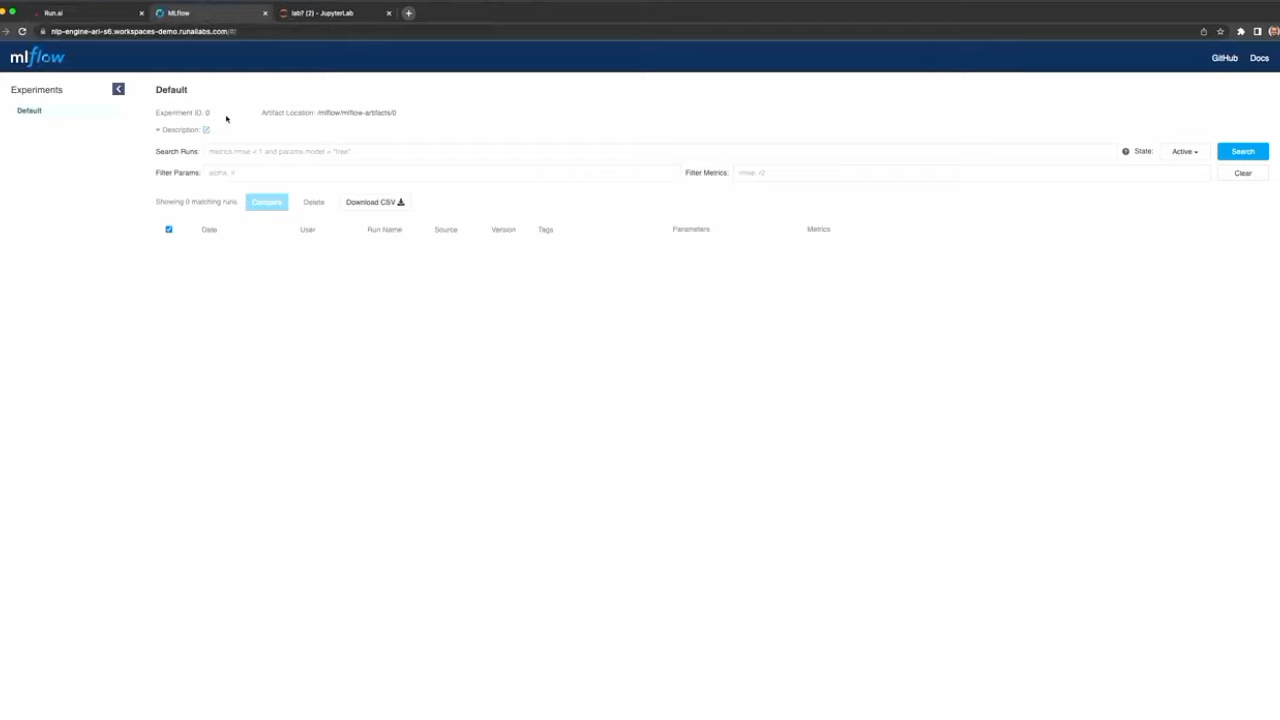 Run.ai
MLflow
lab? (2) - JupyterLab
nlp-engine-ari-s6.workspaces-demo.runailabs.com/#/
mlflow
GitHub
Docs
Experiments
Default
Default
Experiment ID: 0
Artifact Location: /mlflow/mlflow-artifacts/0
Description:
Search Runs: metrics.rmse < 1 and params.model = "tree"
State: Active
Search
Filter Params: alpha, lr
Filter Metrics: rmse, r2
Clear
Showing 0 matching runs
Compare
Delete
Download CSV
Date User Run Name Source Version Tags Parameters Metrics